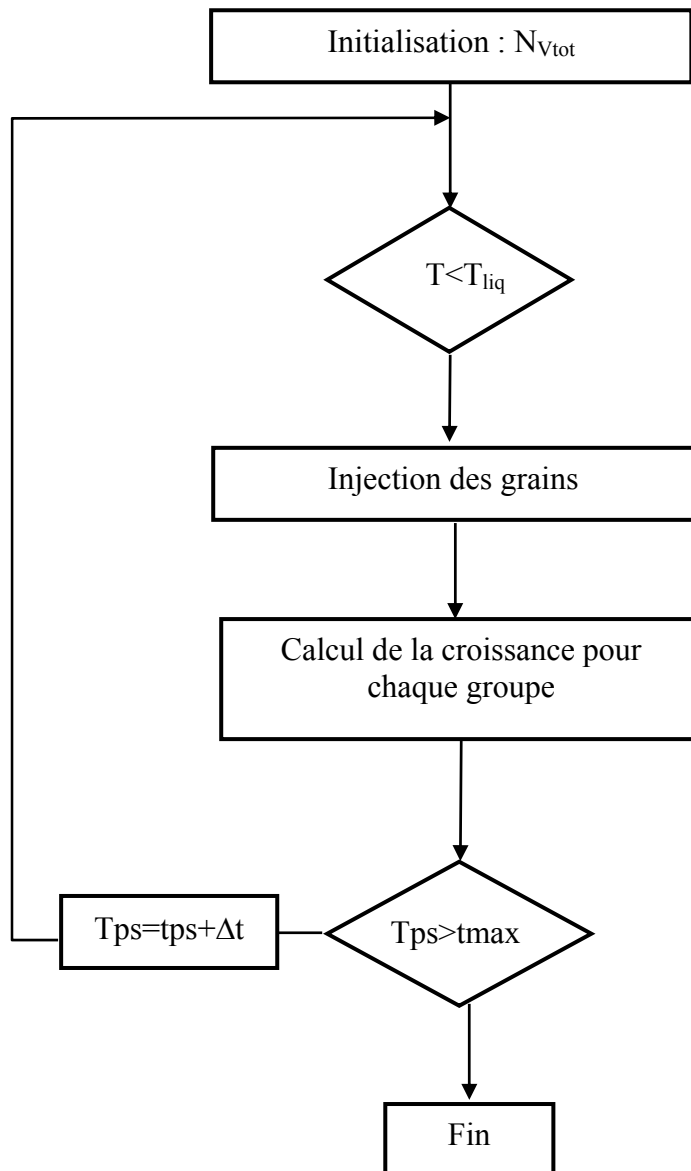 Initialisation : N_Vtot
T<T_liq
Injection des grains
Calcul de la croissance pour
chaque groupe
Tps=tps+Δt
Tps>tmax
Fin